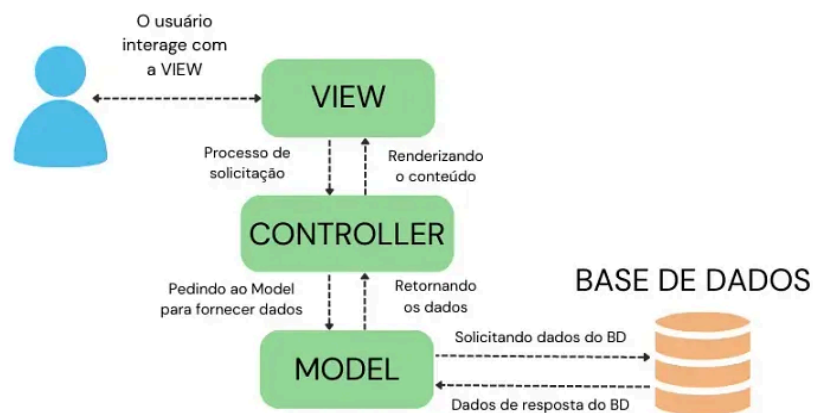 O usuário
interage com
a VIEW
VIEW
Processo de
solicitação
Renderizando
o conteúdo
CONTROLLER
Pedindo ao Model
para fornecer dados
Retornando
os dados
BASE DE DADOS
MODEL
Solicitando dados do BD
Dados de resposta do BD